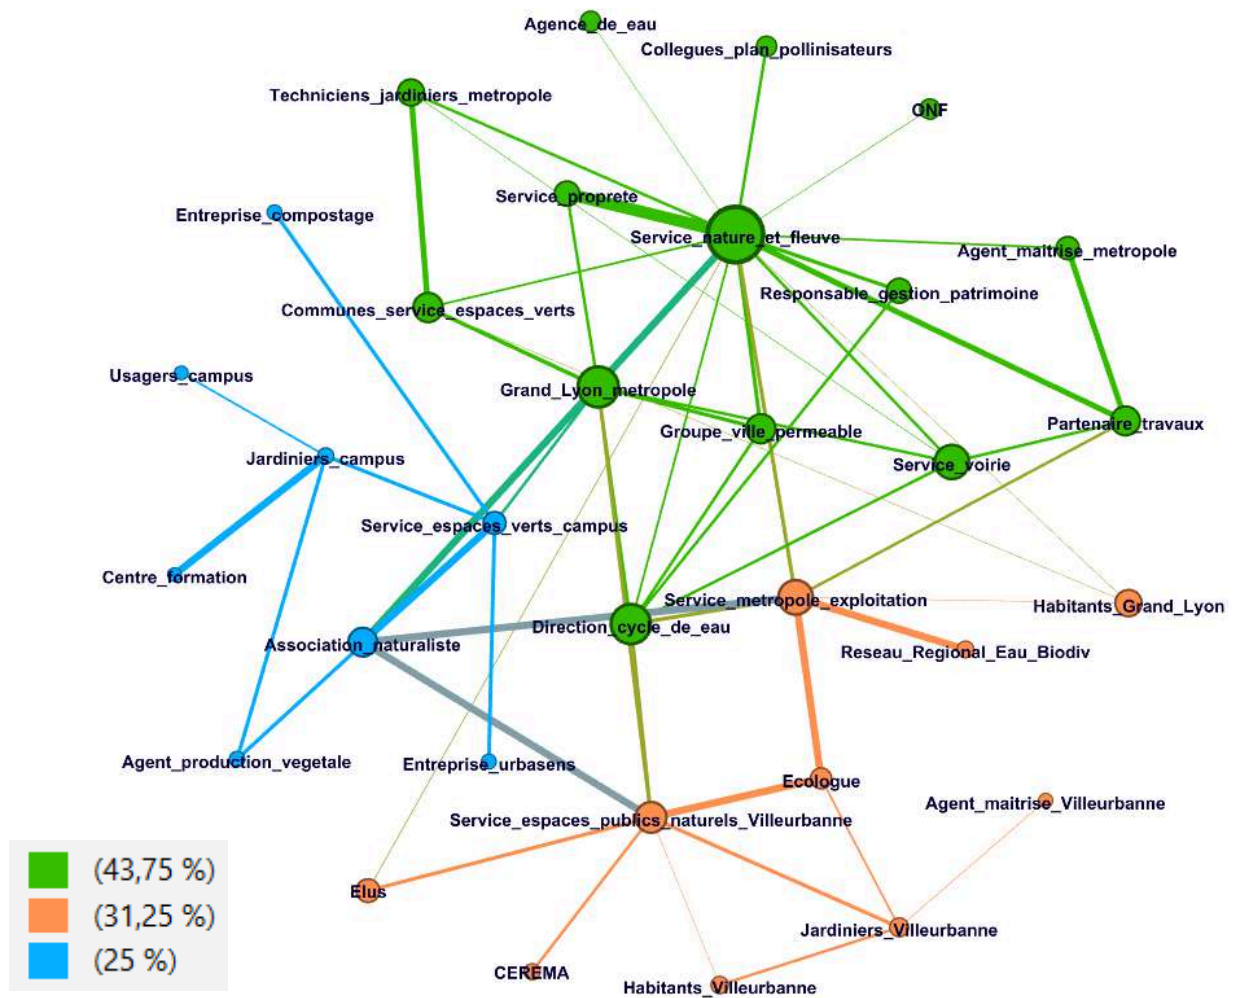 Agence_de_eau
Collegues_plan_pollinisateurs
Techniciens_jardiniers_metropole
ONF
Service_proprete
Entreprise_compostage
Service_nature_et_fleuve
Agent_maitrise_metropole
Responsable_gestion_patrimoine
Communes_service_espaces_verts
Usagers_campus
Grand_Lyon_metropole
Groupe_ville_permeable
Partenaire_travaux
Jardiniers_campus
Service_voirie
Service_espaces_verts_campus
Centre_formation
Service_metropole_exploitation
Habitants_Grand_Lyon
Direction_cycle_de_eau
Association_naturaliste
Reseau_Regional_Eau_Biodiv
Agent_production_vegetale
Entreprise_urbasens
Ecologue
Agent_maitrise_Villeurbanne
Service_espaces_publics_naturels_Villeurbanne
(43,75 %)
Elus
(31,25 %)
Jardiniers_Villeurbanne
(25 %)
CEREMA
Habitants_Villeurbanne